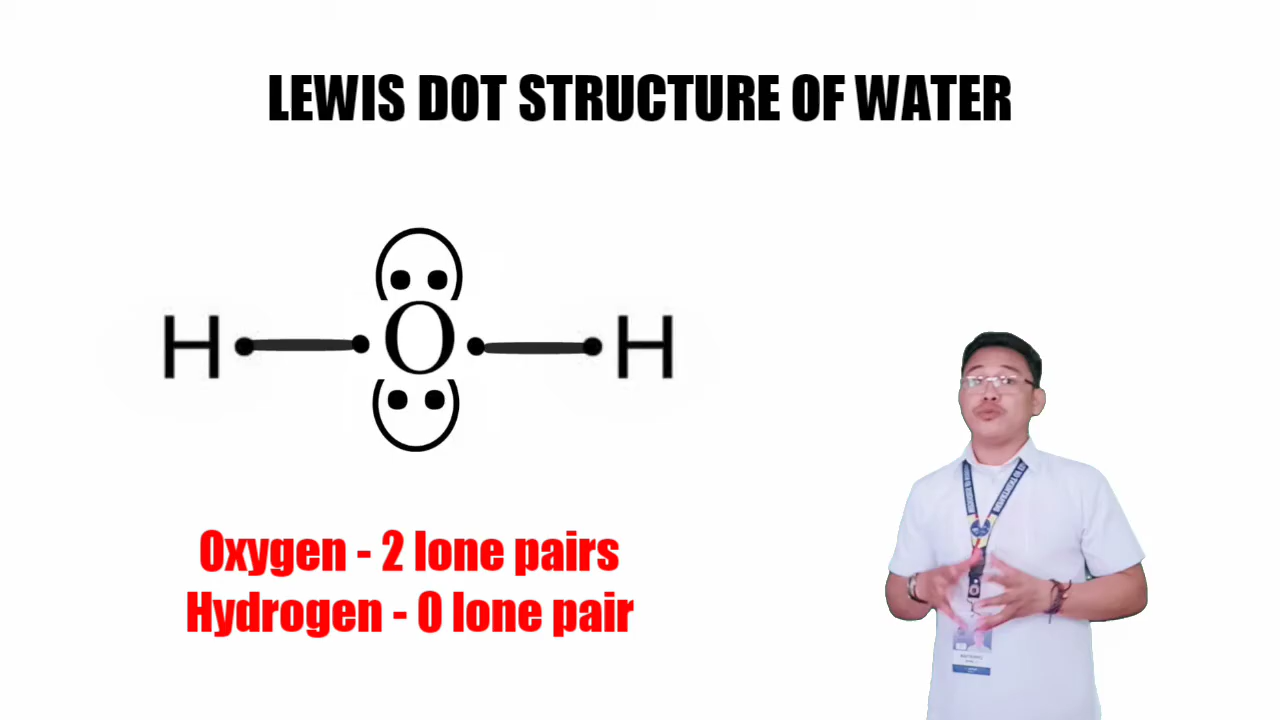 LEWIS DOT STRUCTURE OF WATER
H O H
Oxygen - 2 lone pairs
Hydrogen - 0 lone pair